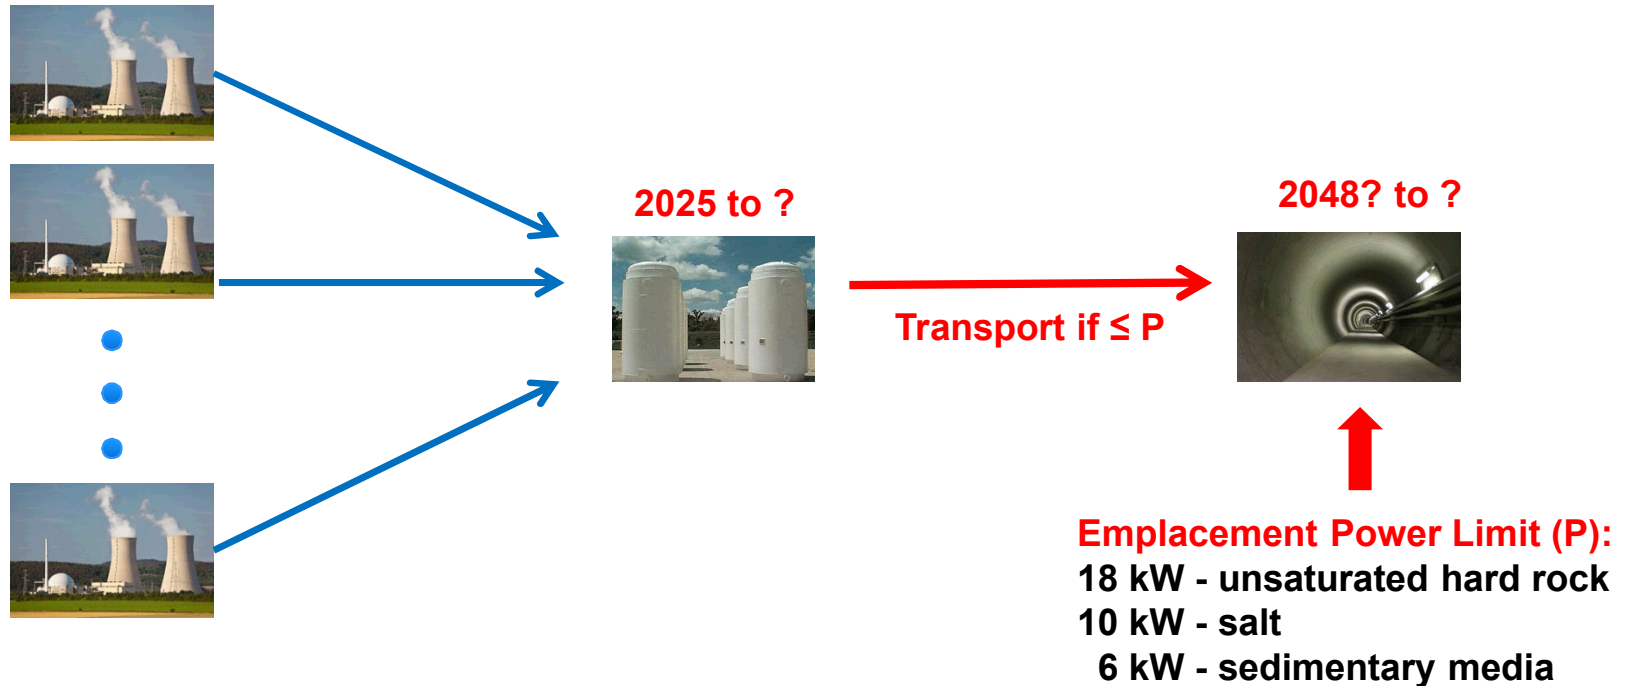 2025 to ?
2048? to ?
Transport if ≤ P
Emplacement Power Limit (P):
18 kW - unsaturated hard rock
10 kW - salt
6 kW - sedimentary media